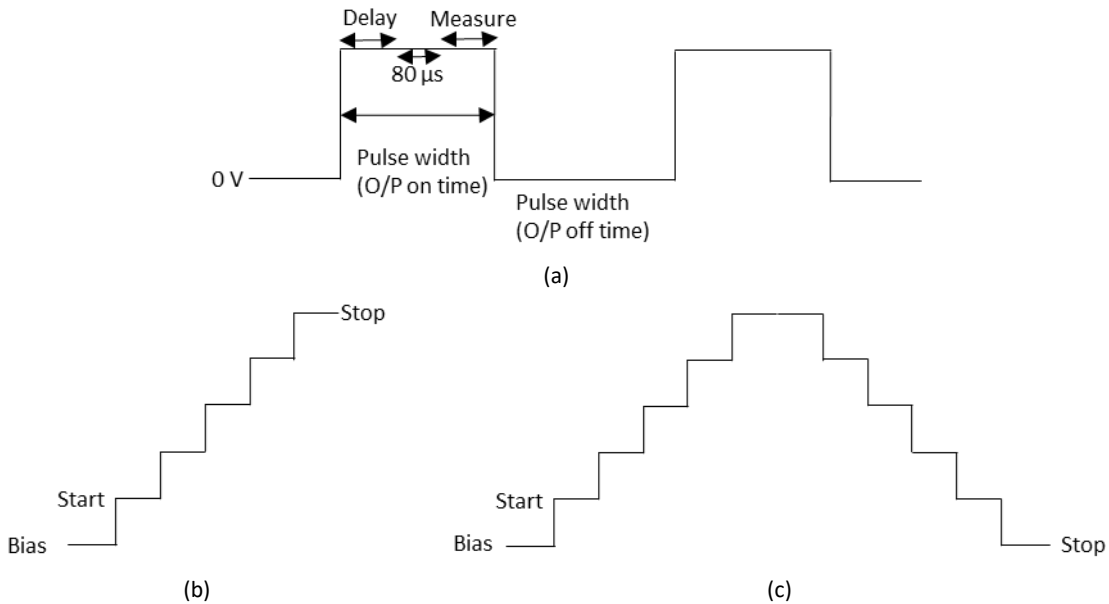 Delay
Measure
80 µs
Pulse width
(O/P on time)
0 V
Pulse width
(O/P off time)
(a)
Stop
Start
Bias
(b)
Start
Bias
Stop
(c)